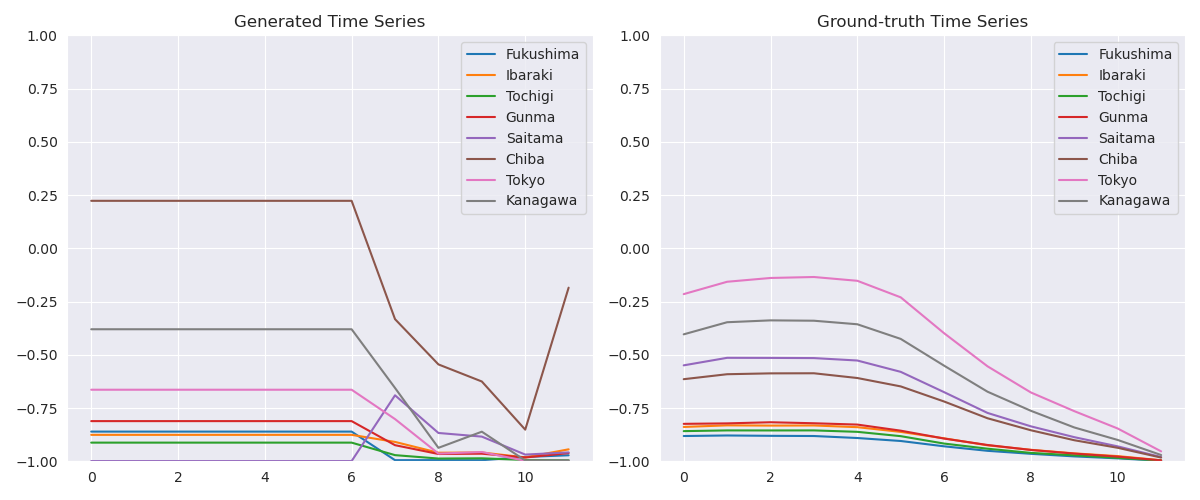 Generated Time Series
1.00
0.75
0.50
0.25
0.00
−0.25
−0.50
−0.75
−1.00
0 2 4 6 8 10
Fukushima
Ibaraki
Tochigi
Gunma
Saitama
Chiba
Tokyo
Kanagawa
Ground-truth Time Series
1.00
0.75
0.50
0.25
0.00
−0.25
−0.50
−0.75
−1.00
0 2 4 6 8 10
Fukushima
Ibaraki
Tochigi
Gunma
Saitama
Chiba
Tokyo
Kanagawa